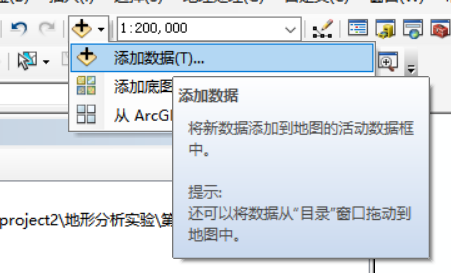 1:200,000
添加数据(T)...
添加底图
从 ArcGI
添加数据
将新数据添加到地图的活动数据框
中。
提示:
还可以将数据从“目录”窗口拖动到
地图中。
project2\地形分析实验\第